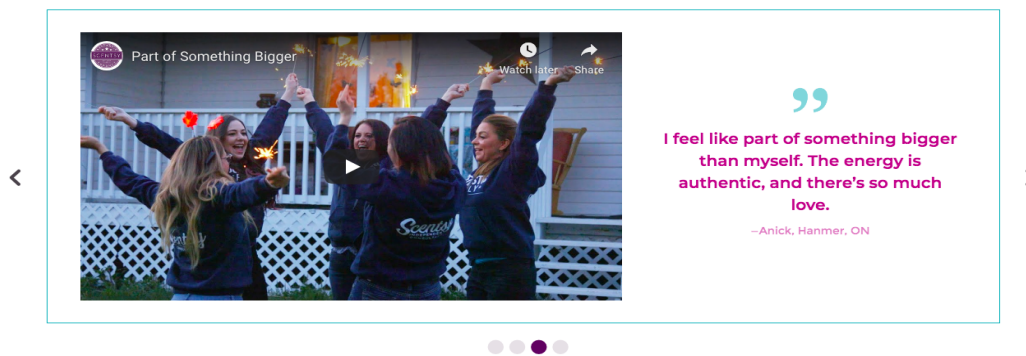 SCENTSY
Part of Something Bigger
Watch later
Share
Scentsy
”
I feel like part of something bigger
than myself. The energy is
authentic, and there's so much
love.
–Anick, Hanmer, ON